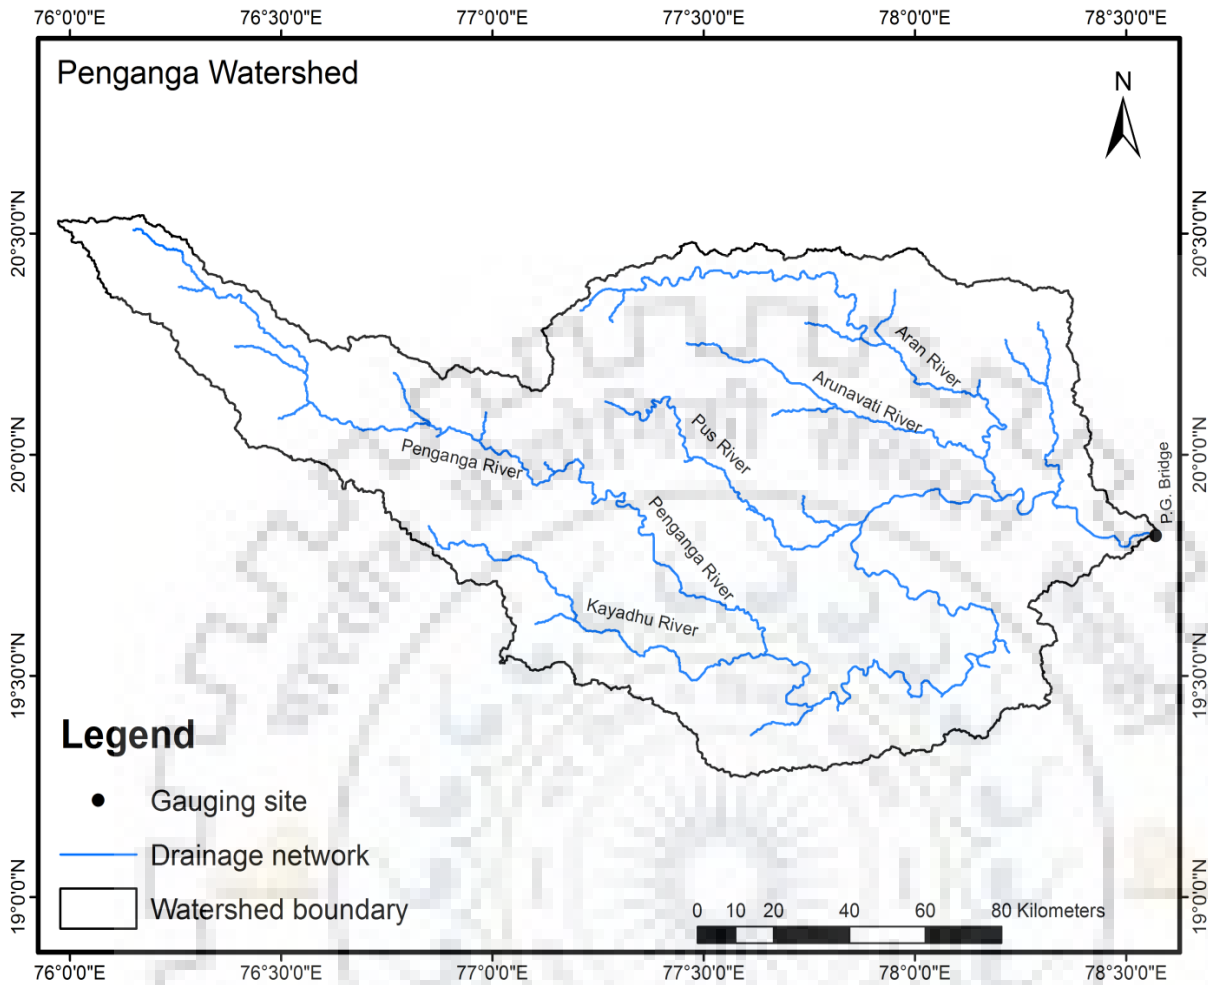 76°0'0"E 76°30'0"E 77°0'0"E 77°30'0"E 78°0'0"E 78°30'0"E
Penganga Watershed
N
20°30'0"N
20°30'0"N
Aran River
Arunavati River
Pus River
Penganga River
20°0'0"N
20°0'0"N
P.G. Bridge
Penganga River
Kayadhu River
19°30'0"N
19°30'0"N
Legend
Gauging site
Drainage network
Watershed boundary
19°0'0"N
19°0'0"N
0 10 20 40 60 80 Kilometers
76°0'0"E 76°30'0"E 77°0'0"E 77°30'0"E 78°0'0"E 78°30'0"E